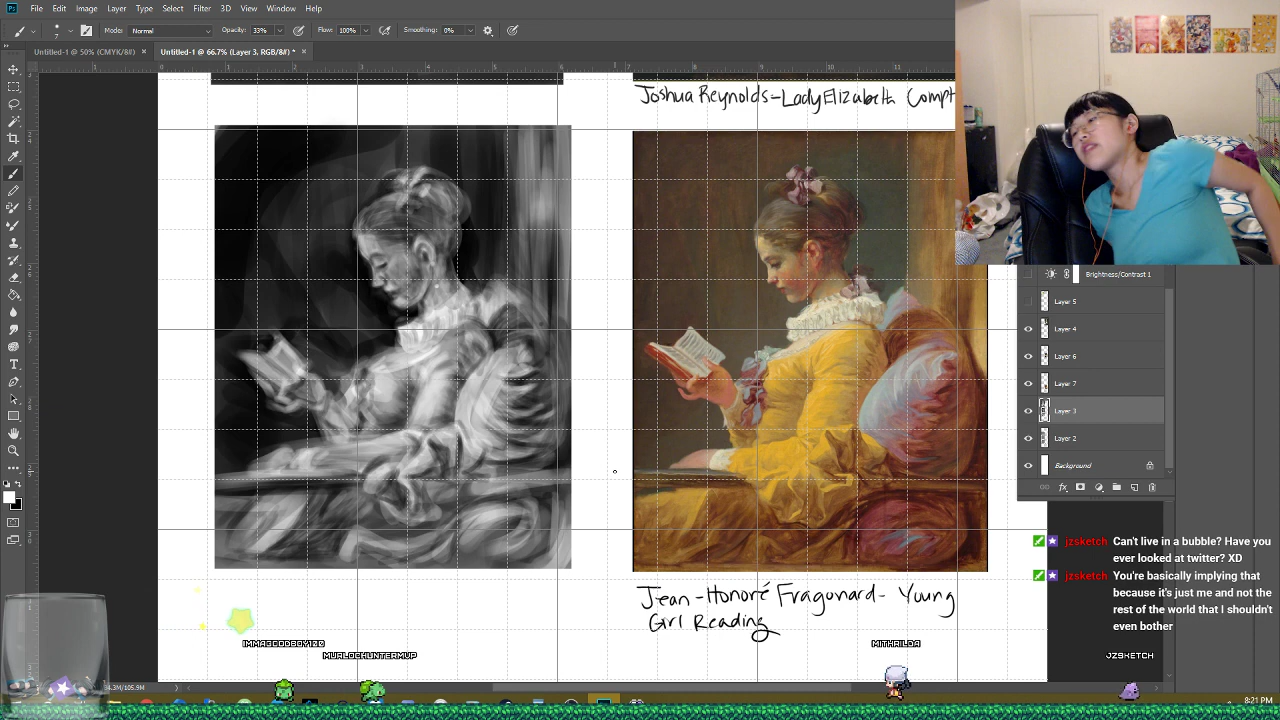 Ps File Edit Image Layer Type Select Filter 3D View Window Help
Mode: Normal Opacity: 33% Flow: 100% Smoothing: 0%
Untitled-1 @ 50% (CMYK/8#) × Untitled-1 @ 66.7% (Layer 3, RGB/8#) * ×
Joshua Reynolds - Lady Elizabeth Compt
Brightness/Contrast 1
Layer 5
Layer 4
Layer 6
Layer 7
Layer 3
Layer 2
Background
jzsketch Can't live in a bubble? Have you
ever looked at twitter? XD
jzsketch You're basically implying that
because it's just me and not the
rest of the world that I shouldn't
even bother
Jean-Honoré Fragonard - Young
Girl Reading
IMMAGOODBOY120
MURLOCHUNTERMVP
MITHRILDA
JZSKETCH
8:21 PM